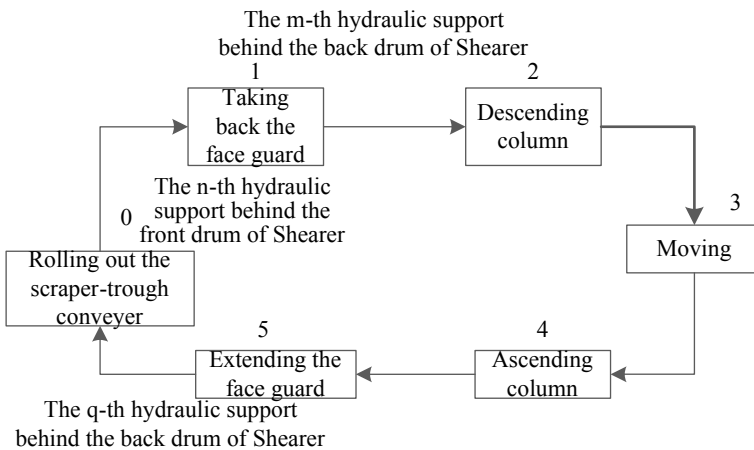 The m-th hydraulic support
behind the back drum of Shearer
1
Taking
back the
face guard
2
Descending
column
The n-th hydraulic
support behind the
front drum of Shearer
0
Rolling out the
scraper-trough
conveyer
3
Moving
5
Extending the
face guard
4
Ascending
column
The q-th hydraulic support
behind the back drum of Shearer